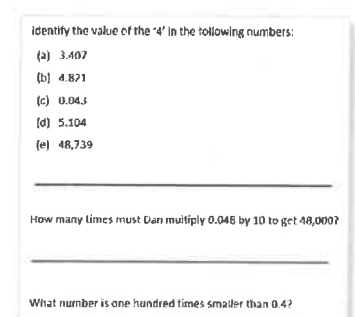 Identify the value of the '4' in the following numbers:
(a) 3.407
(b) 4.821
(c) 0.043
(d) 5.104
(e) 48,739
How many times must Dan multiply 0.048 by 10 to get 48,000?
What number is one hundred times smaller than 0.4?